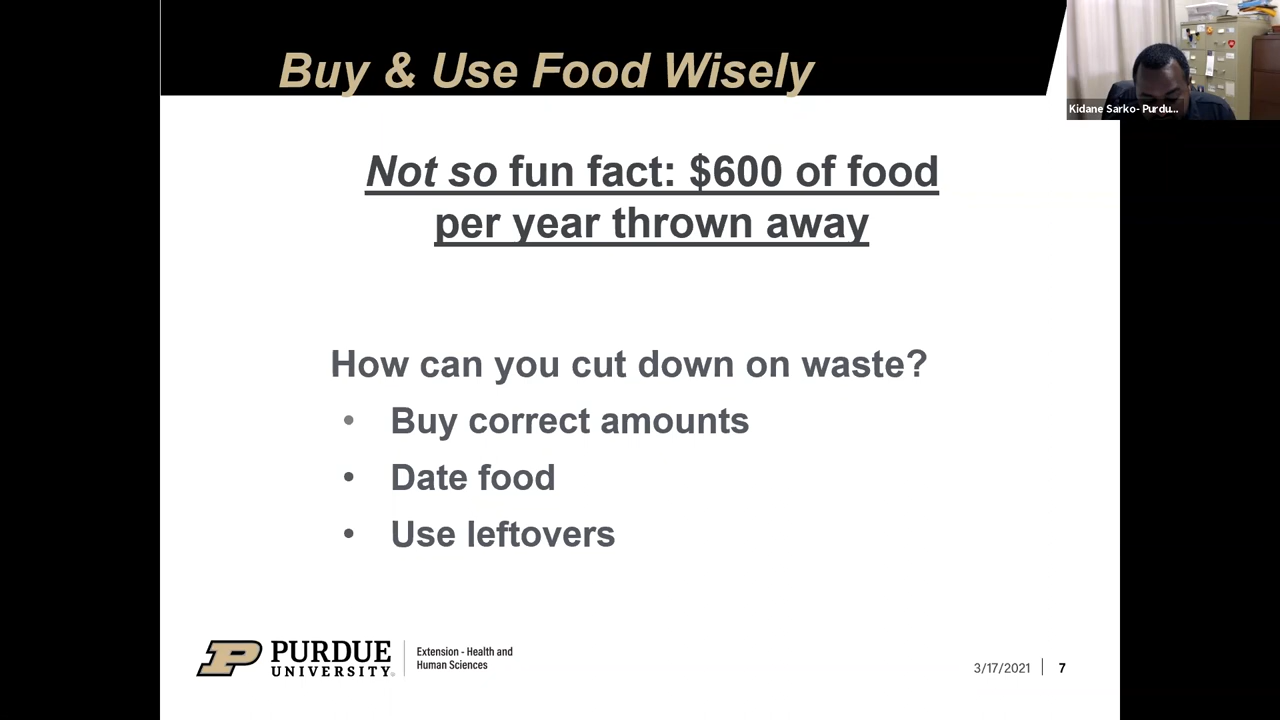 Buy & Use Food Wisely
Kidane Sarko- Purdu...
Not so fun fact: $600 of food
per year thrown away
How can you cut down on waste?
• Buy correct amounts
• Date food
• Use leftovers
PURDUE
UNIVERSITY®
Extension - Health and
Human Sciences
3/17/2021 | 7